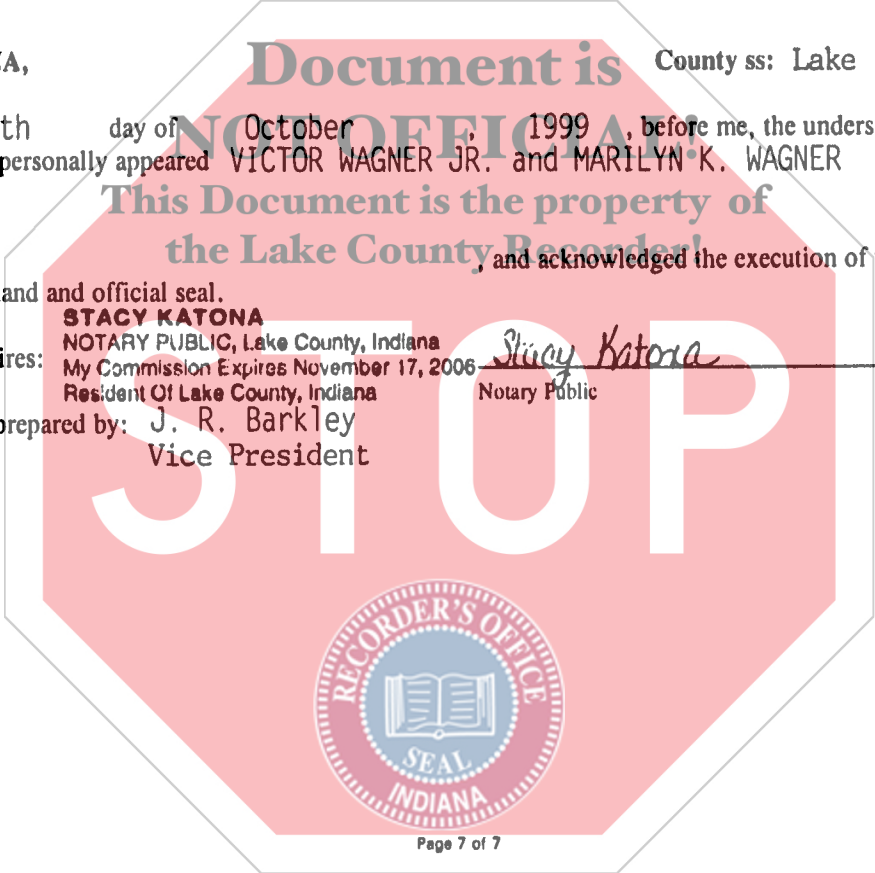 Document is
County ss: Lake
th day of October , 1999 , before me, the unders
NOT OFFICIAL!
personally appeared VICTOR WAGNER JR. and MARILYN K. WAGNER
This Document is the property of
the Lake County Recorder!
, and acknowledged the execution of
and and official seal.
STACY KATONA
NOTARY PUBLIC, Lake County, Indiana
ires: My Commission Expires November 17, 2006 Stacy Katona
Resident Of Lake County, Indiana Notary Public
prepared by: J. R. Barkley
Vice President
STOP
RECORDER'S OFFICE
SEAL
INDIANA
Page 7 of 7